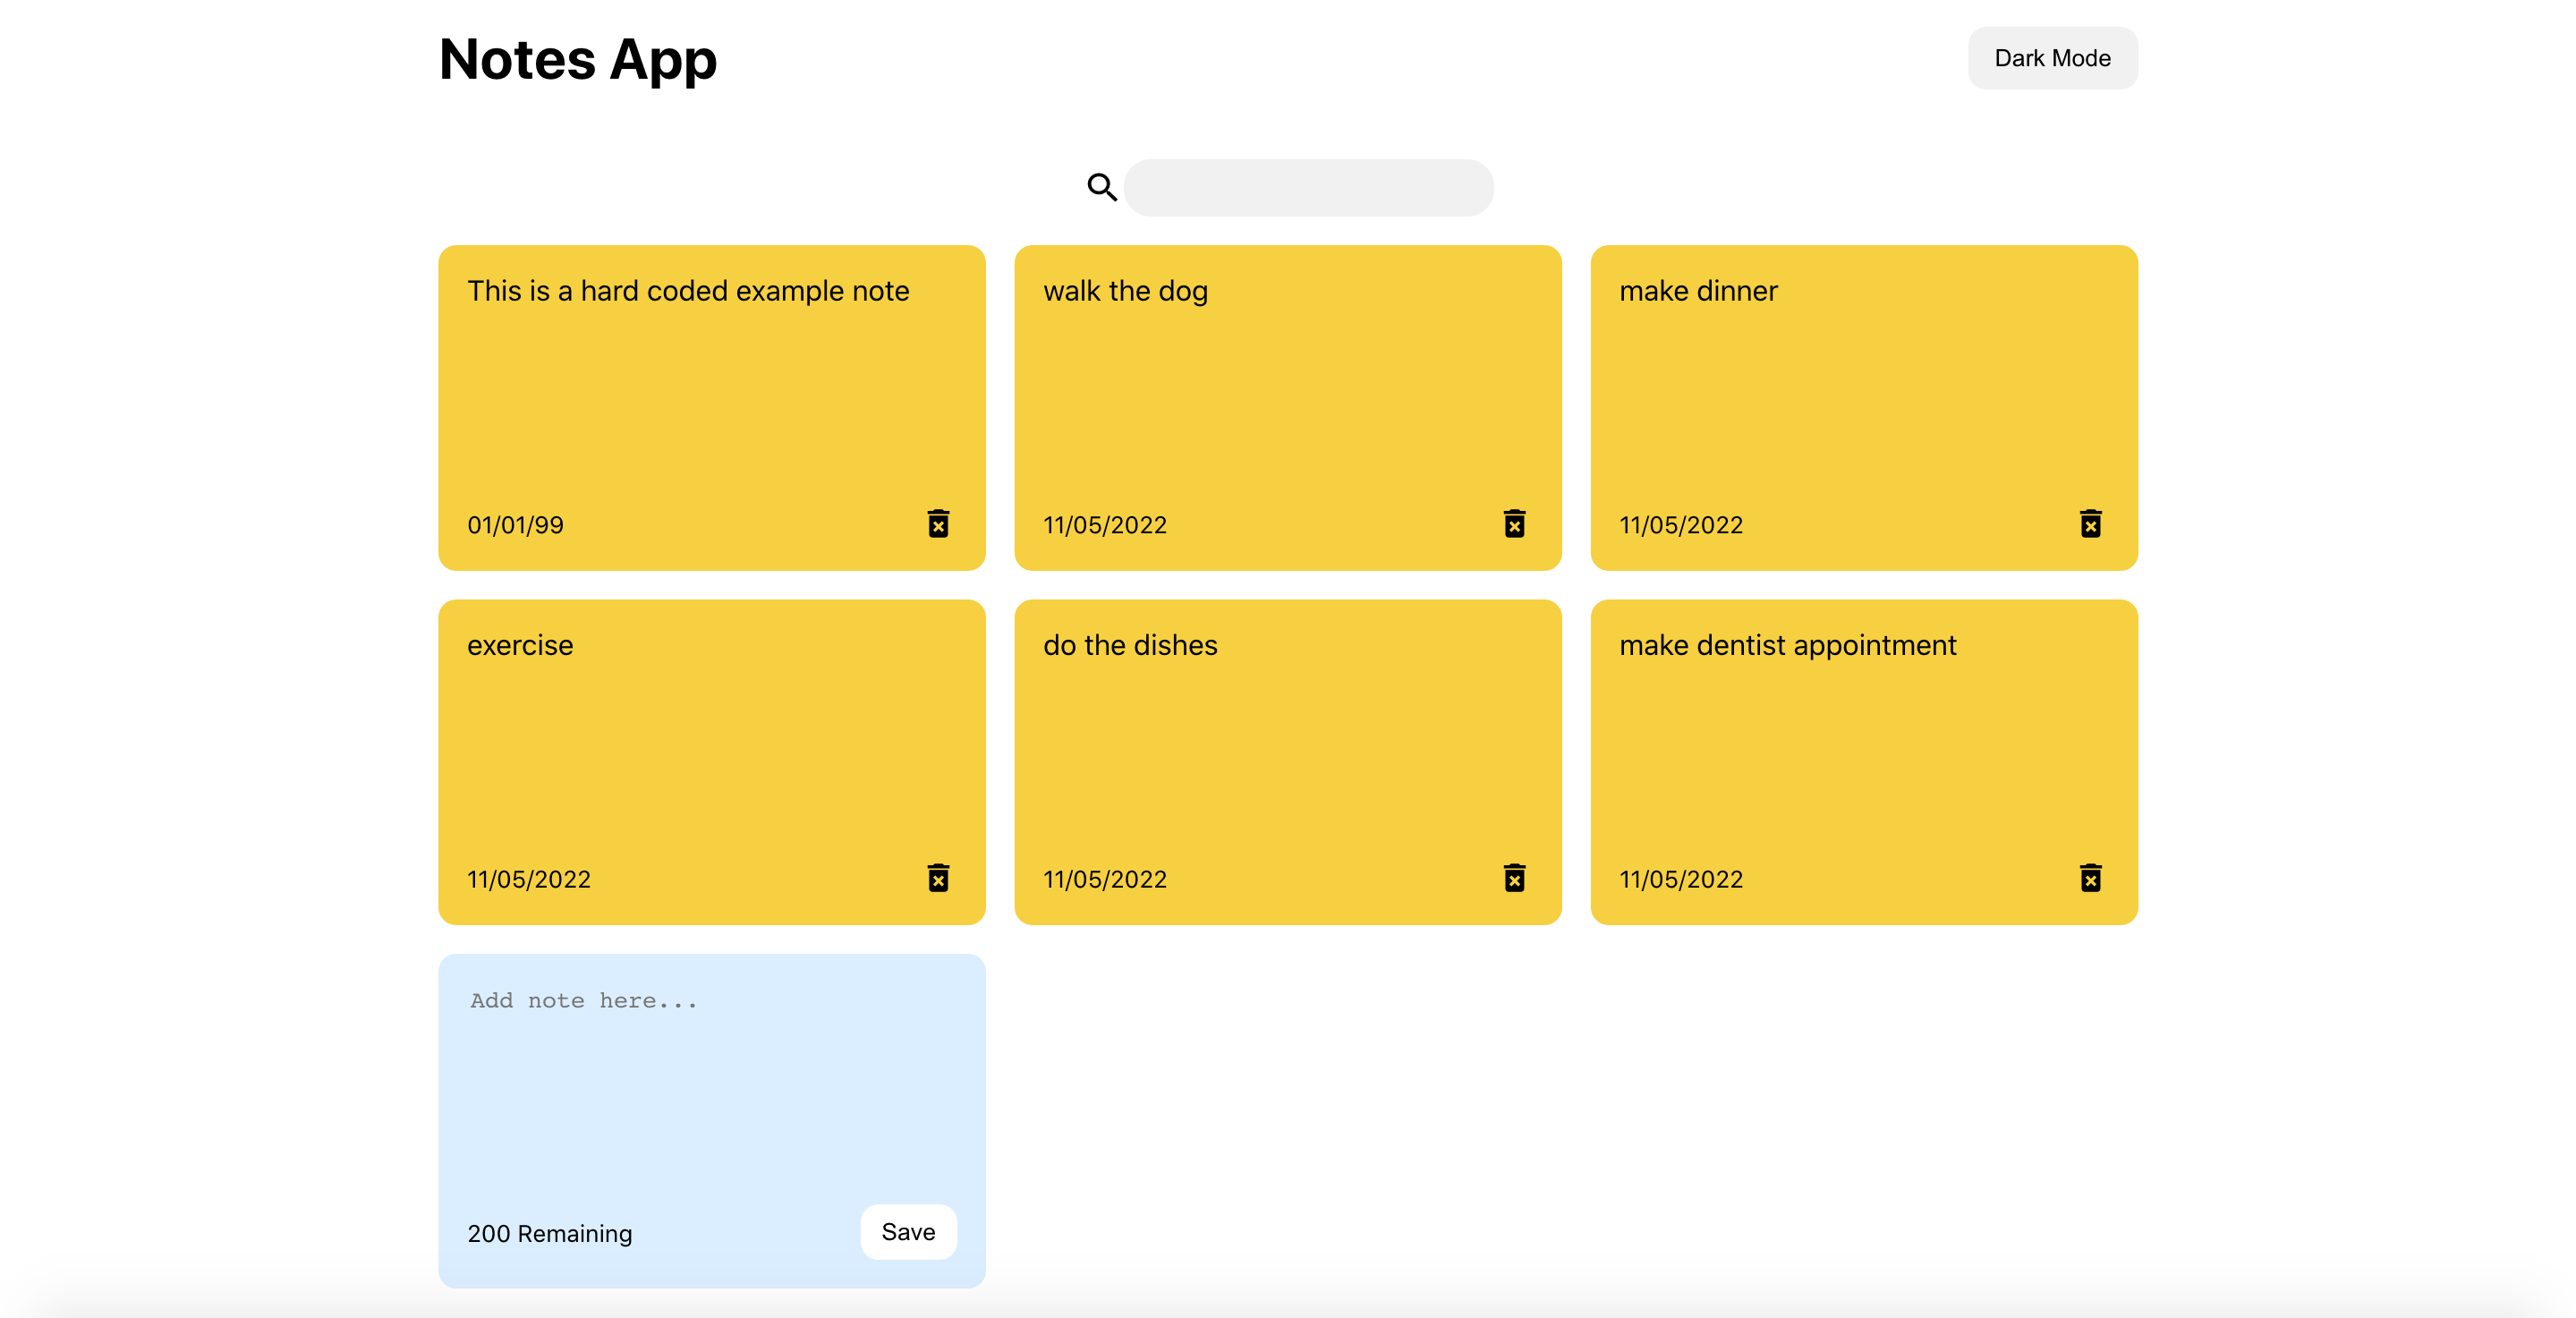 Notes App
Dark Mode
This is a hard coded example note
walk the dog
make dinner
01/01/99
11/05/2022
11/05/2022
exercise
do the dishes
make dentist appointment
11/05/2022
11/05/2022
11/05/2022
Add note here...
200 Remaining
Save